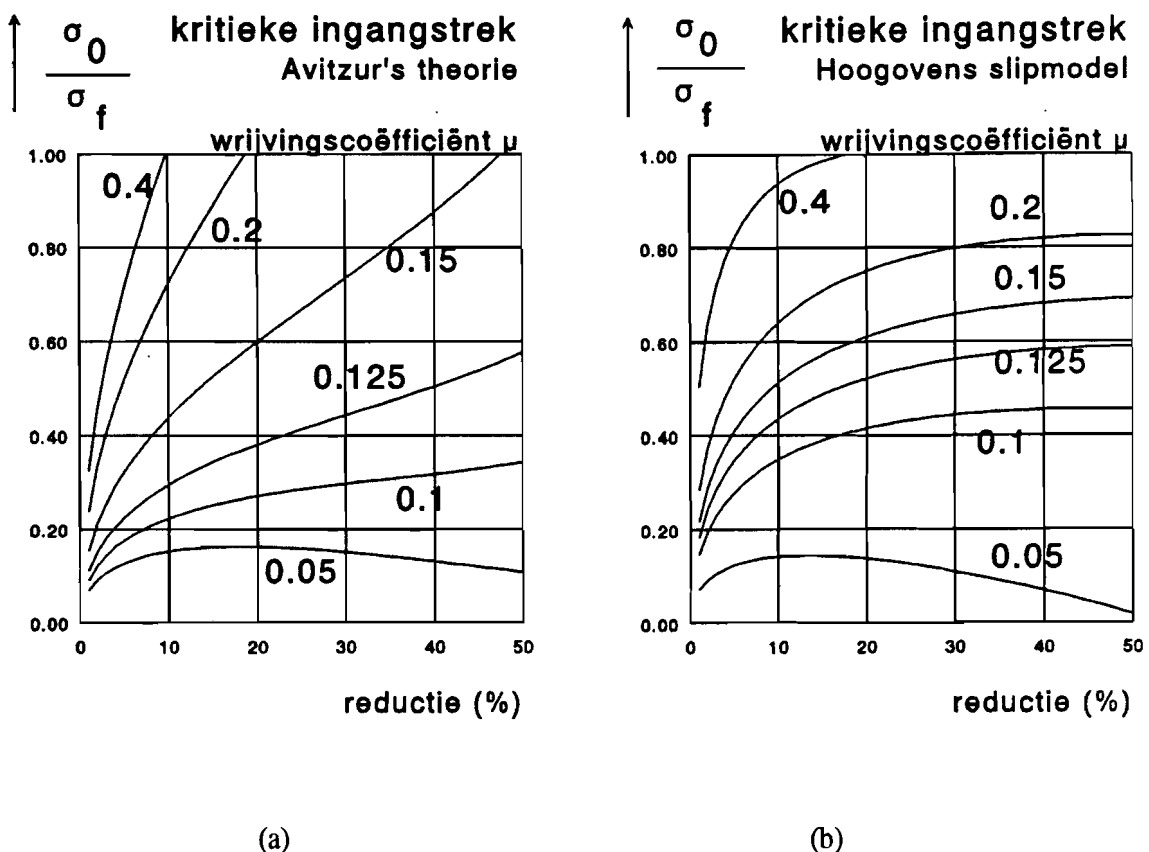 σ0
σf
kritieke ingangstrek
Avitzur's theorie
wrijvingscoëfficiënt μ
1.00
0.80
0.60
0.40
0.20
0.00
0.4
0.2
0.15
0.125
0.1
0.05
0 10 20 30 40 50
reductie (%)
(a)
σ0
σf
kritieke ingangstrek
Hoogovens slipmodel
wrijvingscoëfficiënt μ
1.00
0.80
0.60
0.40
0.20
0.00
0.4
0.2
0.15
0.125
0.1
0.05
0 10 20 30 40 50
reductie (%)
(b)